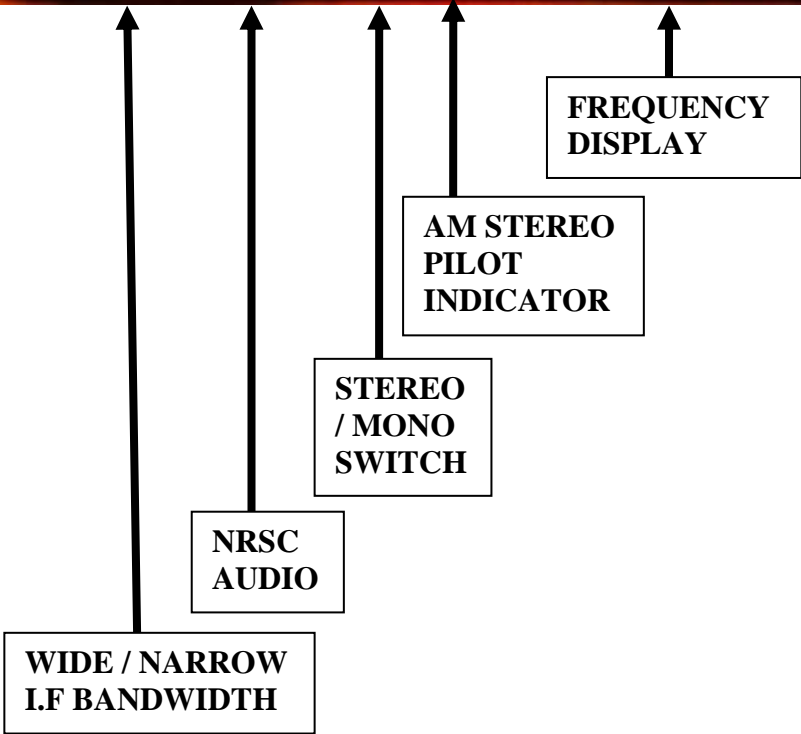 FREQUENCY
DISPLAY
AM STEREO
PILOT
INDICATOR
STEREO
/ MONO
SWITCH
NRSC
AUDIO
WIDE / NARROW
I.F BANDWIDTH